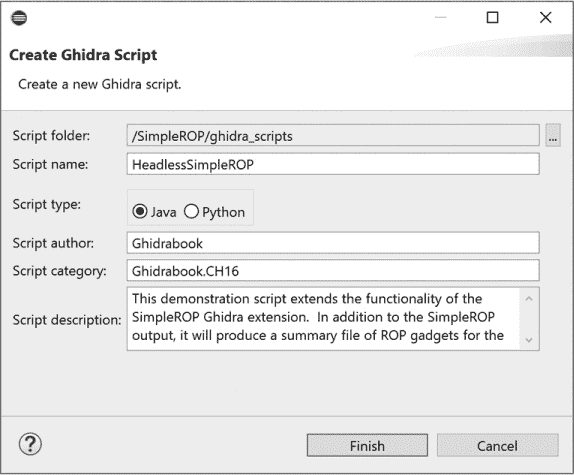 Create Ghidra Script
Create a new Ghidra script.
Script folder: /SimpleROP/ghidra_scripts ...
Script name: HeadlessSimpleROP
Script type: Java Python
Script author: Ghidrabook
Script category: Ghidrabook.CH16
Script description: This demonstration script extends the functionality of the
SimpleROP Ghidra extension.  In addition to the SimpleROP
output, it will produce a summary file of ROP gadgets for the
? Finish Cancel